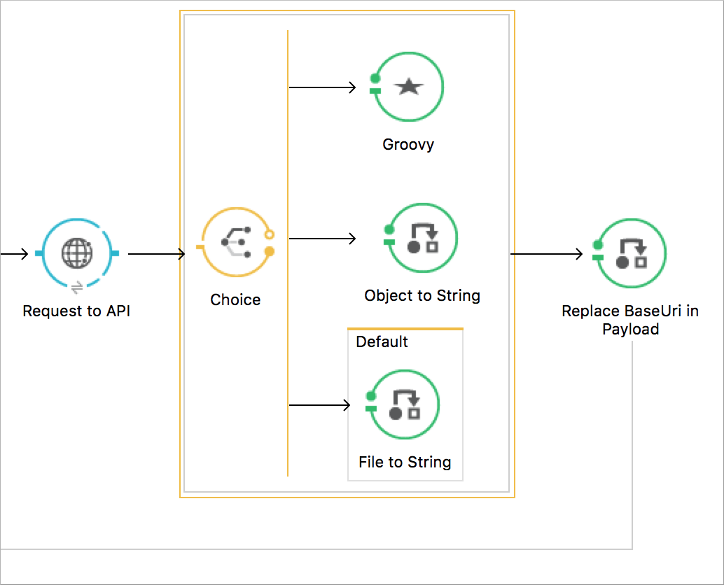 Groovy
Request to API
Choice
Object to String
Default
File to String
Replace BaseUri in
Payload